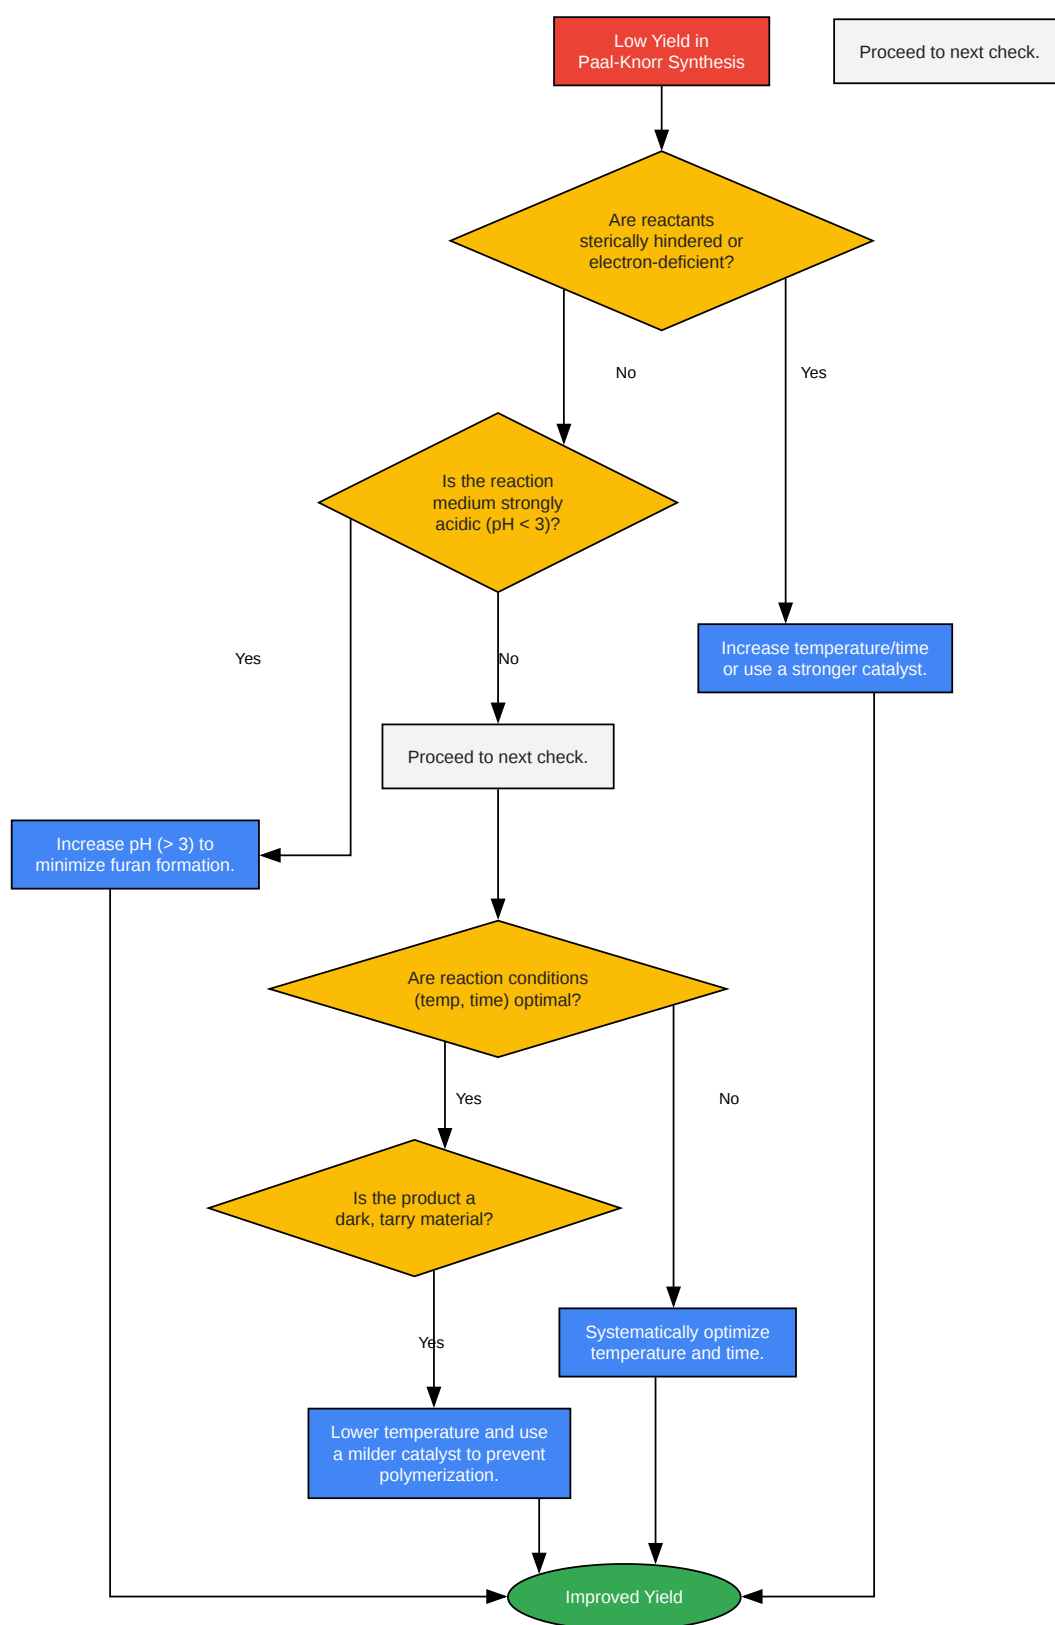 Low Yield in
Paal-Knorr Synthesis
Proceed to next check.
Are reactants
sterically hindered or
electron-deficient?
No
Yes
Is the reaction
medium strongly
acidic (pH < 3)?
Yes
No
Increase temperature/time
or use a stronger catalyst.
Proceed to next check.
Increase pH (> 3) to
minimize furan formation.
Are reaction conditions
(temp, time) optimal?
Yes
No
Is the product a
dark, tarry material?
Yes
Systematically optimize
temperature and time.
Lower temperature and use
a milder catalyst to prevent
polymerization.
Improved Yield